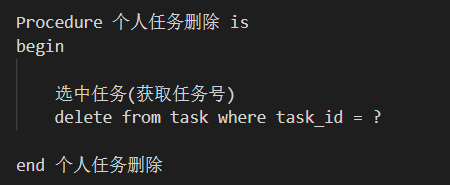 Procedure 个人任务删除 is
begin
选中任务(获取任务号)
delete from task where task_id = ?
end 个人任务删除